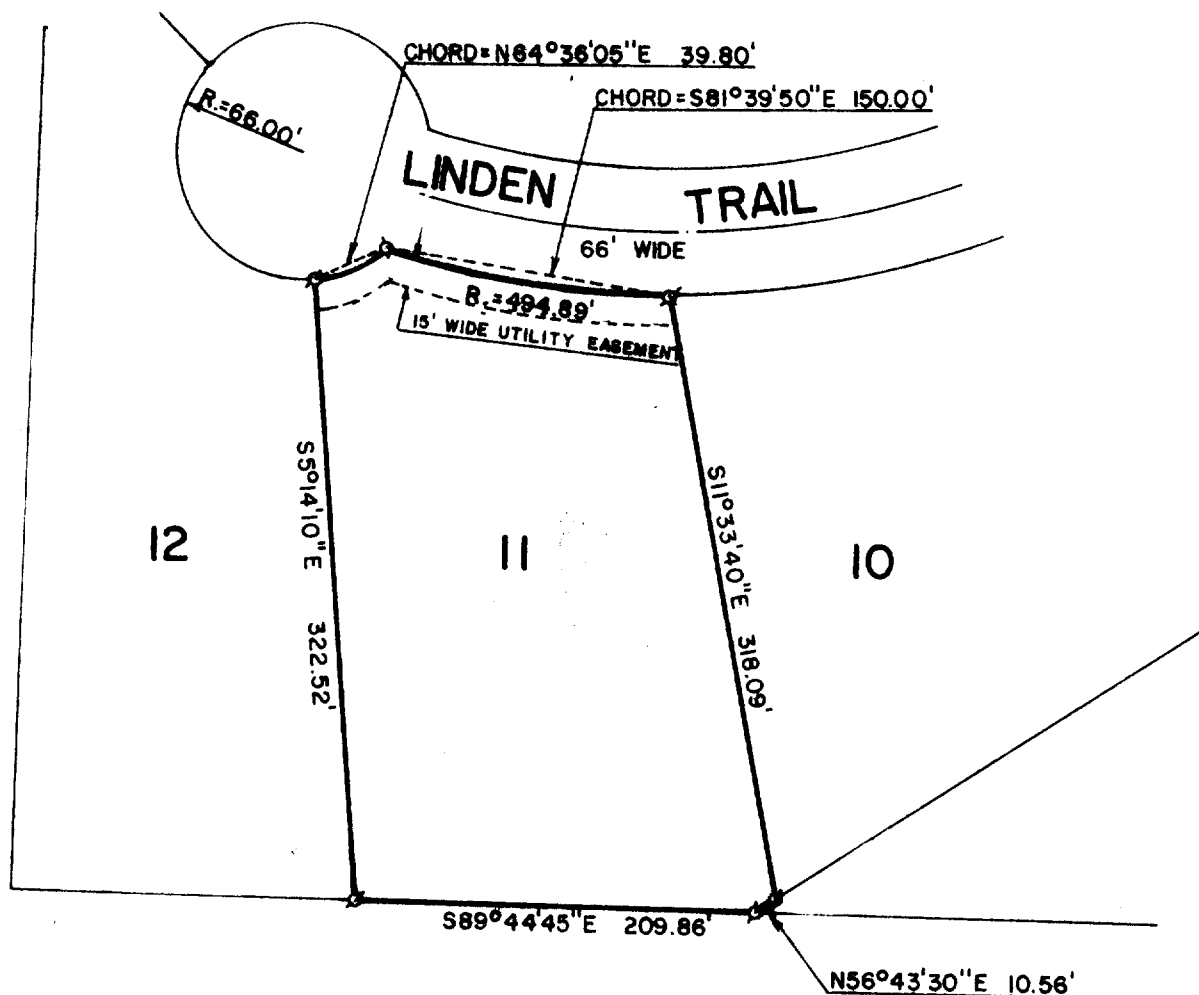 CHORD=N64°36'05"E 39.80'
CHORD=S81°39'50"E 150.00'
R.=66.00'
LINDEN TRAIL
66' WIDE
R.=494.89'
15' WIDE UTILITY EASEMENT
S5°14'10"E 322.52'
S11°33'40"E 318.09'
12
11
10
S89°44'45"E 209.86'
N56°43'30"E 10.56'